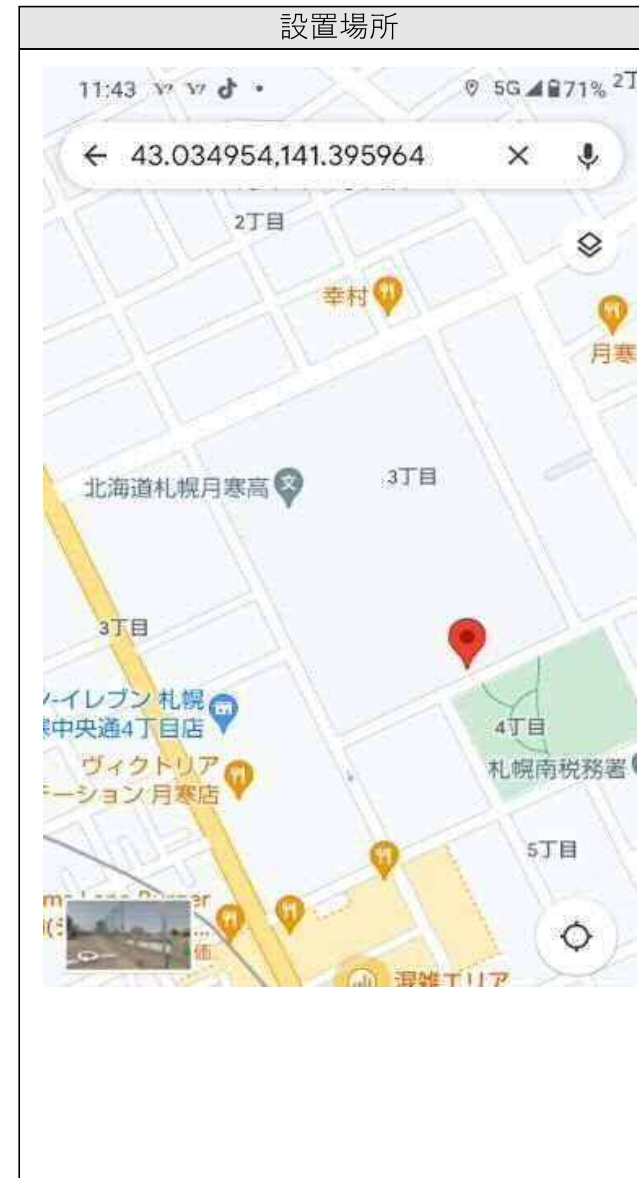 設置場所
11:43
5G 71%
2丁
43.034954,141.395964
2丁目
幸村
月寒
北海道札幌月寒高
3丁目
3丁目
イレブン 札幌
中央通4丁目店
4丁目
ヴィクトリア
ーション 月寒店
札幌南税務署
5丁目
価
混雑エリア